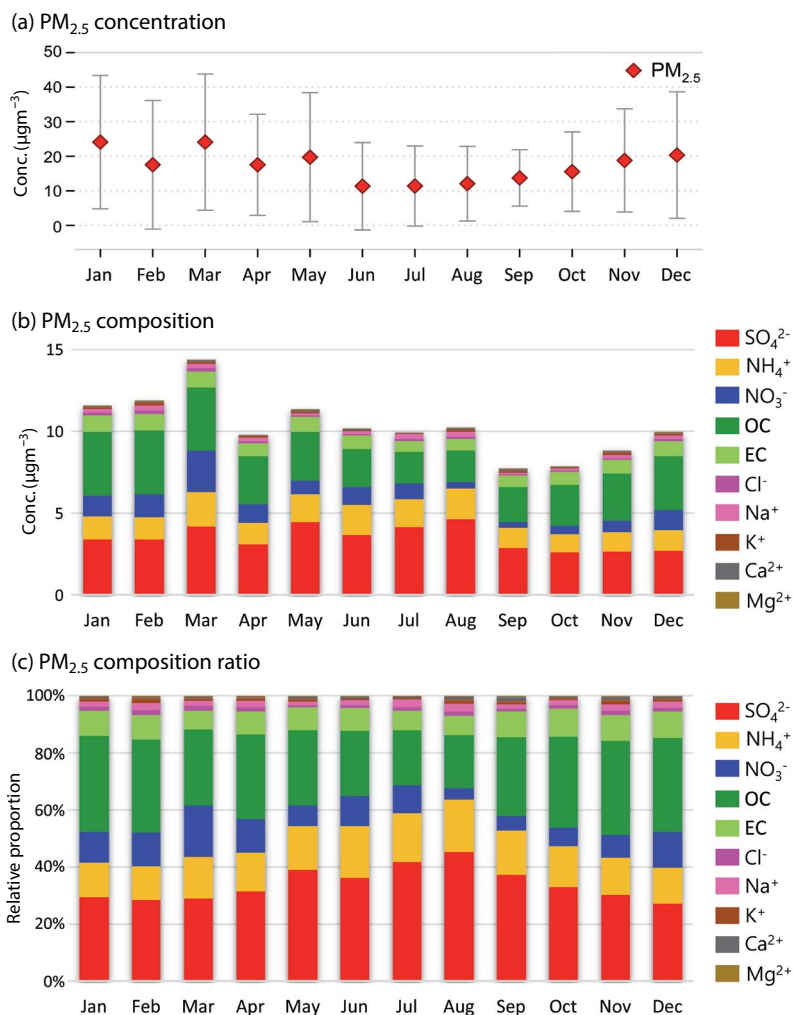 (a) PM₂.₅ concentration
50
40
30
20
10
0
Conc. (µgm⁻³)
PM₂.₅
Jan Feb Mar Apr May Jun Jul Aug Sep Oct Nov Dec
(b) PM₂.₅ composition
15
10
5
0
Conc. (µgm⁻³)
Jan Feb Mar Apr May Jun Jul Aug Sep Oct Nov Dec
SO₄²⁻
NH₄⁺
NO₃⁻
OC
EC
Cl⁻
Na⁺
K⁺
Ca²⁺
Mg²⁺
(c) PM₂.₅ composition ratio
100%
80%
60%
40%
20%
0%
Relative proportion
Jan Feb Mar Apr May Jun Jul Aug Sep Oct Nov Dec
SO₄²⁻
NH₄⁺
NO₃⁻
OC
EC
Cl⁻
Na⁺
K⁺
Ca²⁺
Mg²⁺